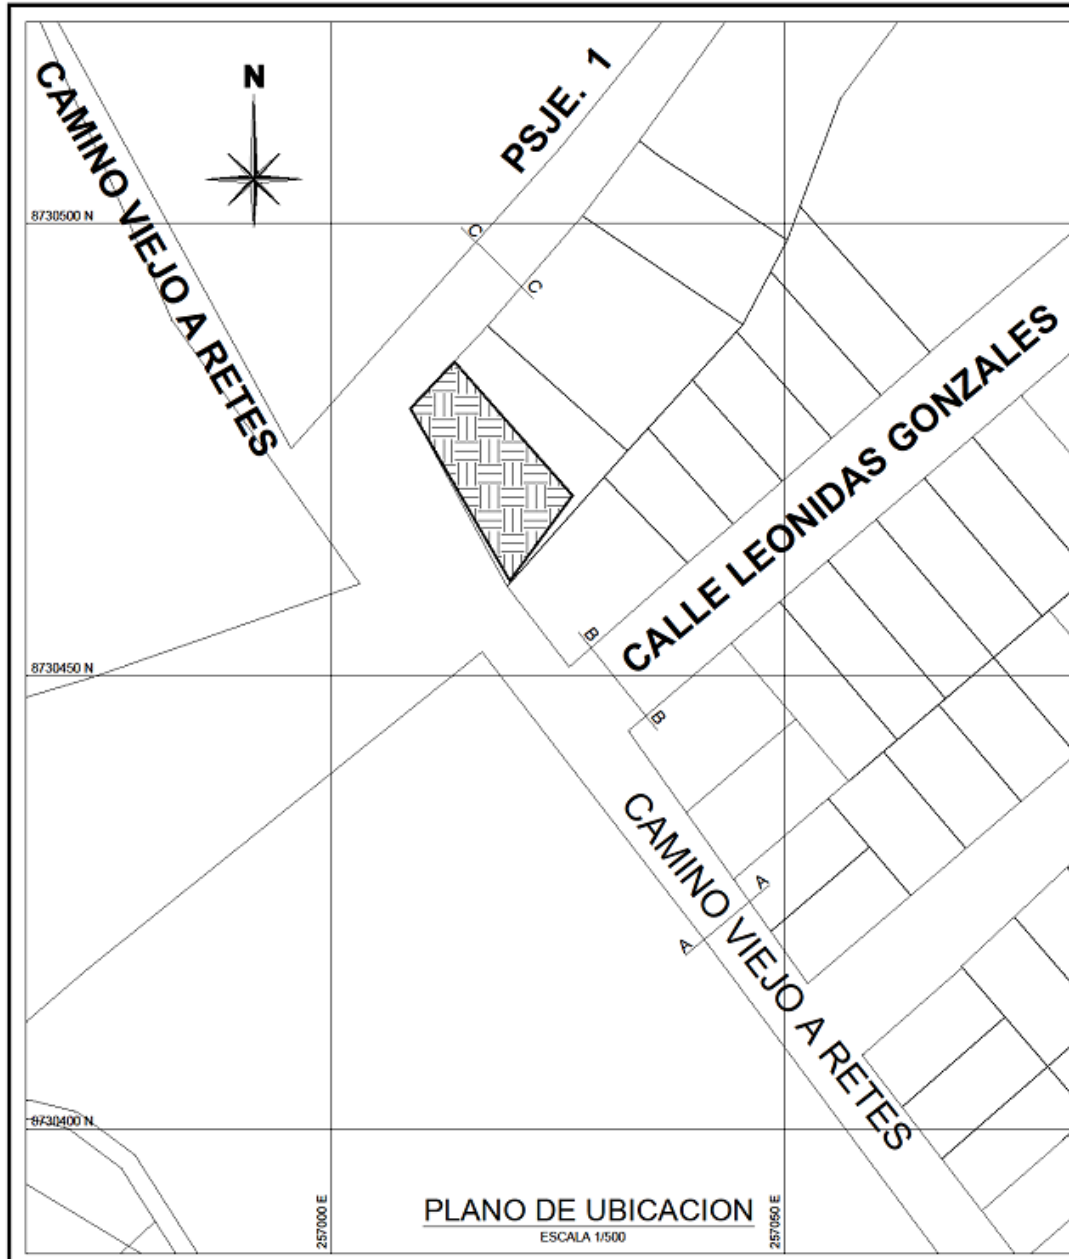 CAMINO VIEJO A RETES
N
PSJE. 1
8730500 N
C
C
CALLE LEONIDAS GONZALES
B
8730450 N
B
CAMINO VIEJO A RETES
A
A
8730400 N
257000 E
PLANO DE UBICACION
257050 E
ESCALA 1/500